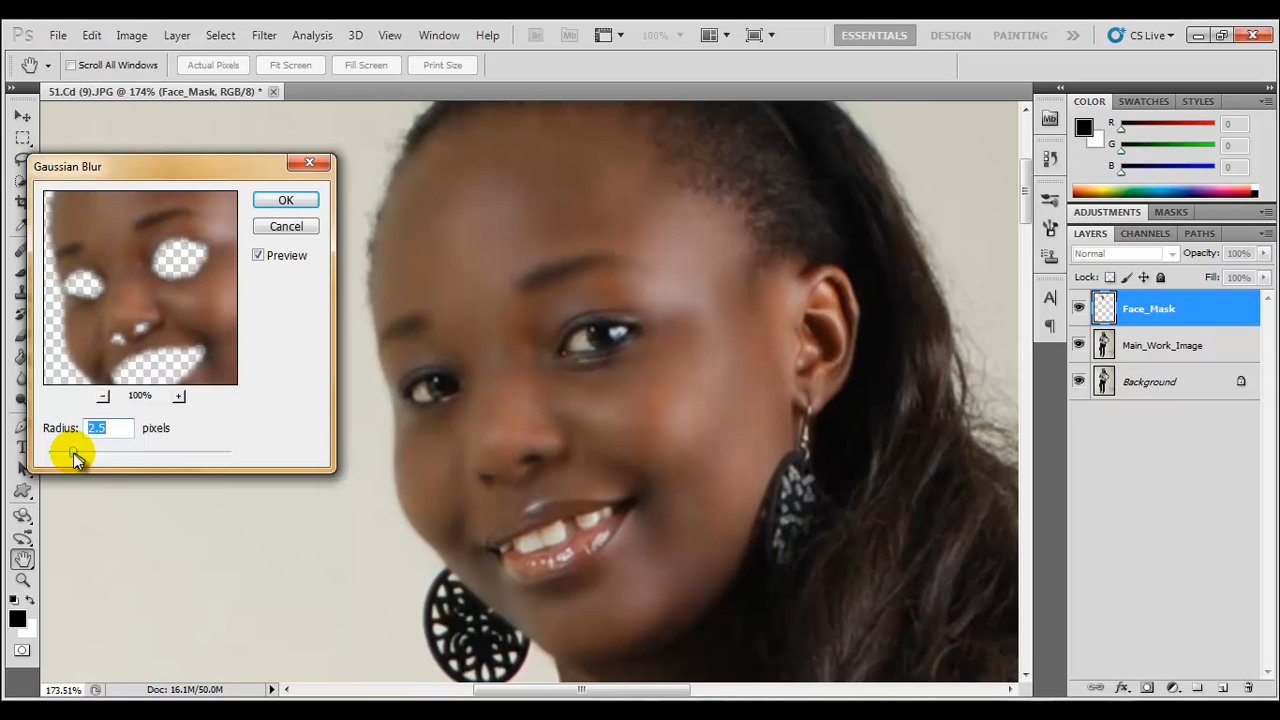 Ps File Edit Image Layer Select Filter Analysis 3D View Window Help Br Mb 100% ESSENTIALS DESIGN PAINTING CS Live
Scroll All Windows Actual Pixels Fit Screen Fill Screen Print Size
51.Cd (9).JPG @ 174% (Face_Mask, RGB/8) *
Gaussian Blur
OK
Cancel
Preview
100%
Radius: 2.5 pixels
Mb
COLOR SWATCHES STYLES
R 0
G 0
B 0
ADJUSTMENTS MASKS
LAYERS CHANNELS PATHS
Normal Opacity: 100%
Lock: Fill: 100%
Face_Mask
Main_Work_Image
Background
173.51% Doc: 16.1M/50.0M